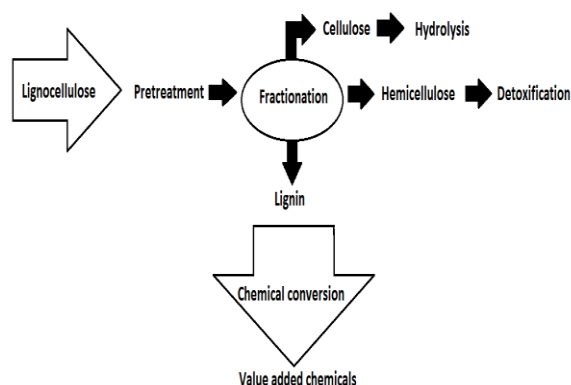 Cellulose
Hydrolysis
Lignocellulose
Pretreatment
Fractionation
Hemicellulose
Detoxification
Lignin
Chemical conversion
Value added chemicals